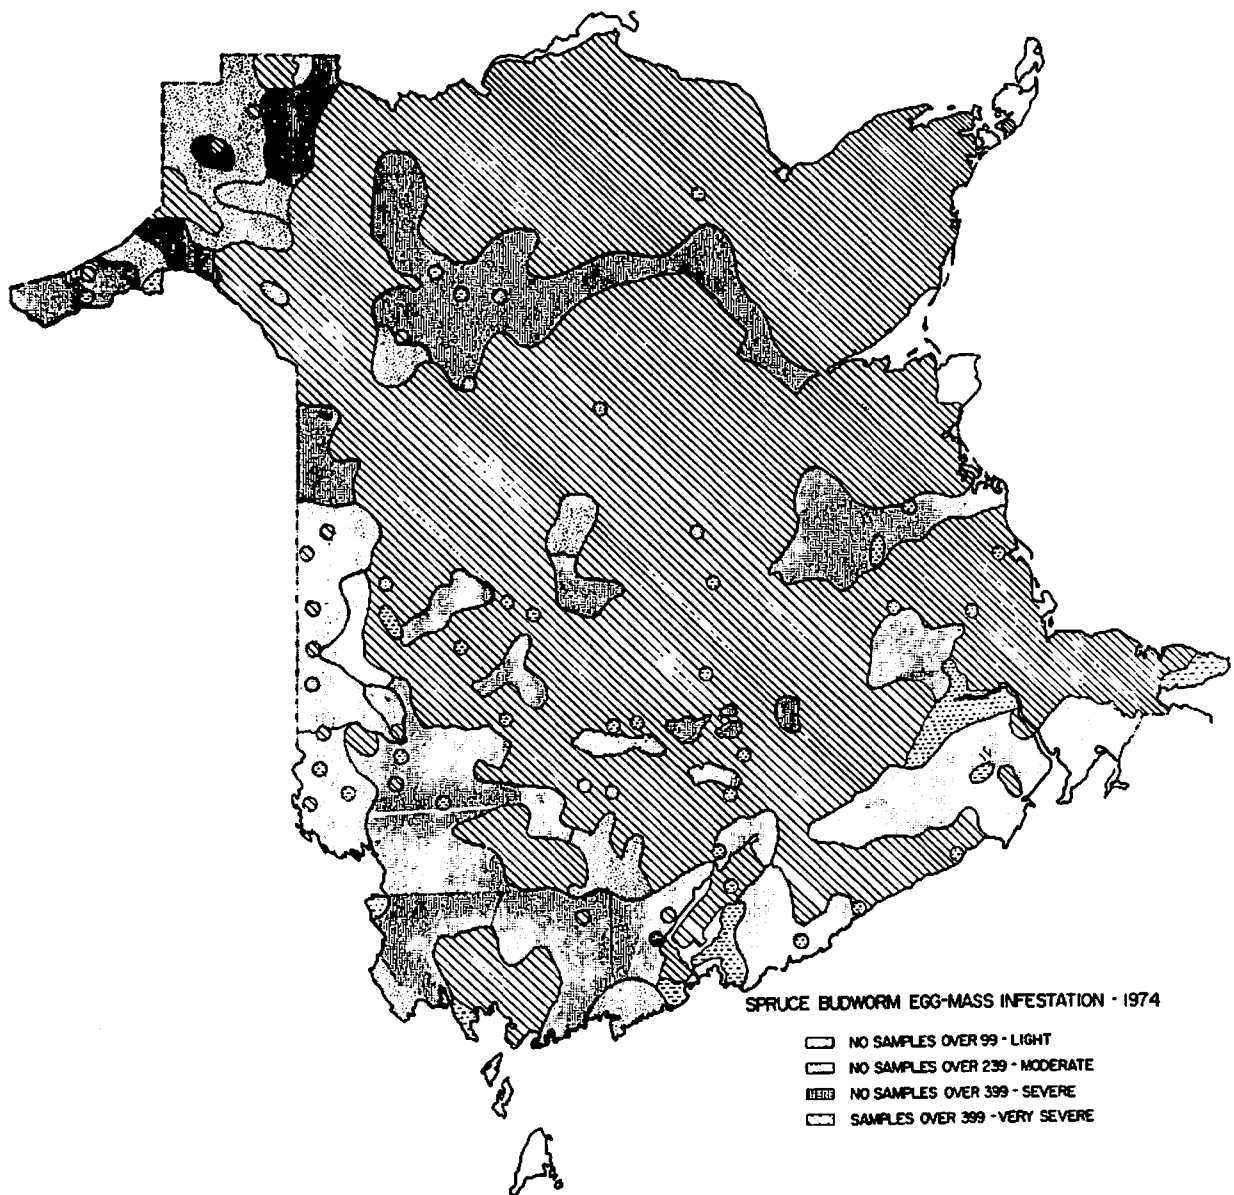 SPRUCE BUDWORM EGG-MASS INFESTATION - 1974
NO SAMPLES OVER 99 - LIGHT
NO SAMPLES OVER 239 - MODERATE
NO SAMPLES OVER 399 - SEVERE
SAMPLES OVER 399 - VERY SEVERE